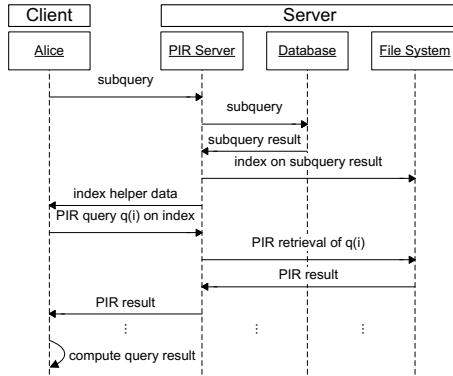 Client
Server
Alice
PIR Server
Database
File System
subquery
subquery
subquery result
index on subquery result
index helper data
PIR query q(i) on index
PIR retrieval of q(i)
PIR result
PIR result
⋮ ⋮ ⋮
compute query result